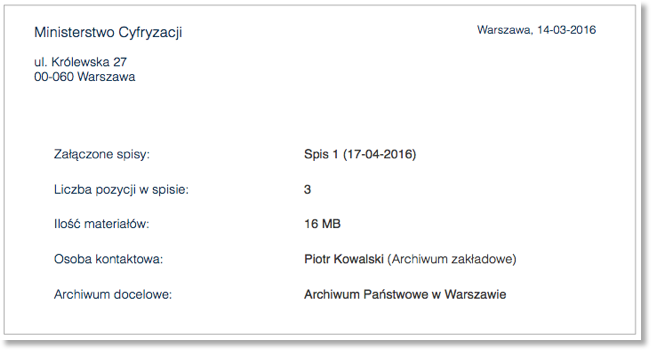 Ministerstwo Cyfryzacji
Warszawa, 14-03-2016
ul. Królewska 27
00-060 Warszawa
Załączone spisy: Spis 1 (17-04-2016)
Liczba pozycji w spisie: 3
Ilość materiałów: 16 MB
Osoba kontaktowa: Piotr Kowalski (Archiwum zakładowe)
Archiwum docelowe: Archiwum Państwowe w Warszawie